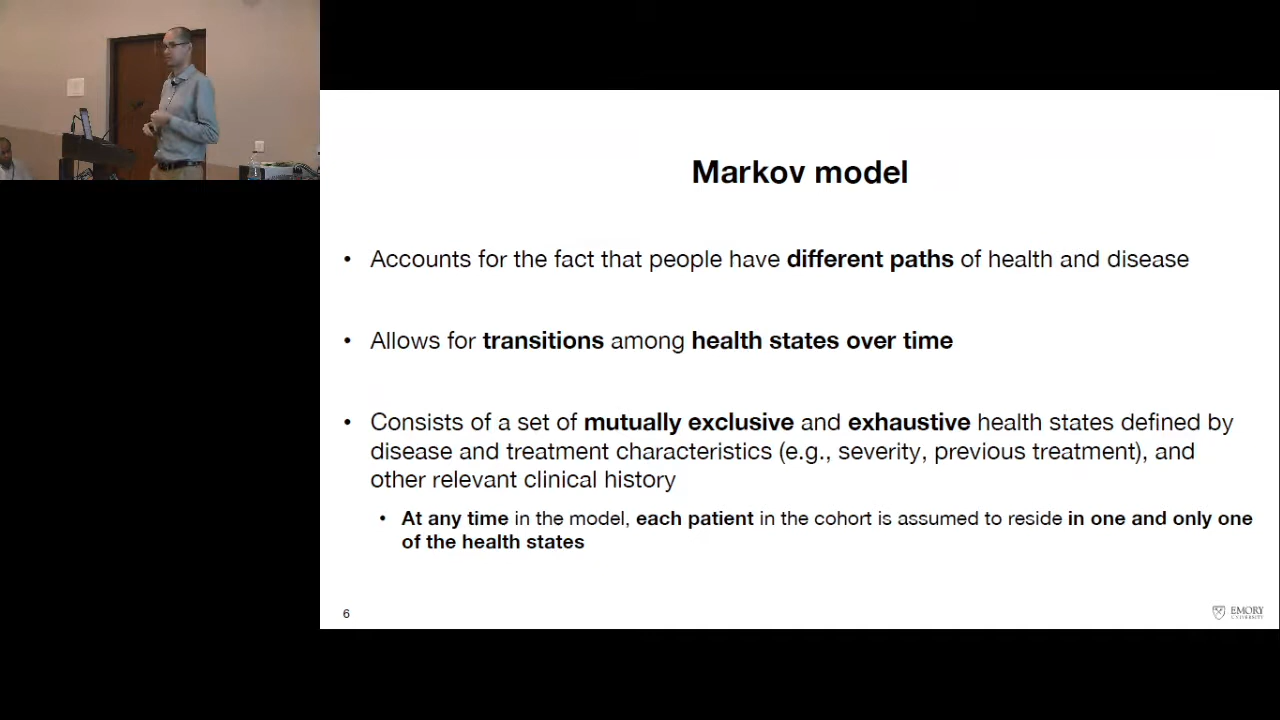 Markov model
• Accounts for the fact that people have different paths of health and disease
• Allows for transitions among health states over time
• Consists of a set of mutually exclusive and exhaustive health states defined by
disease and treatment characteristics (e.g., severity, previous treatment), and
other relevant clinical history
• At any time in the model, each patient in the cohort is assumed to reside in one and only one
of the health states
6
EMORY
UNIVERSITY